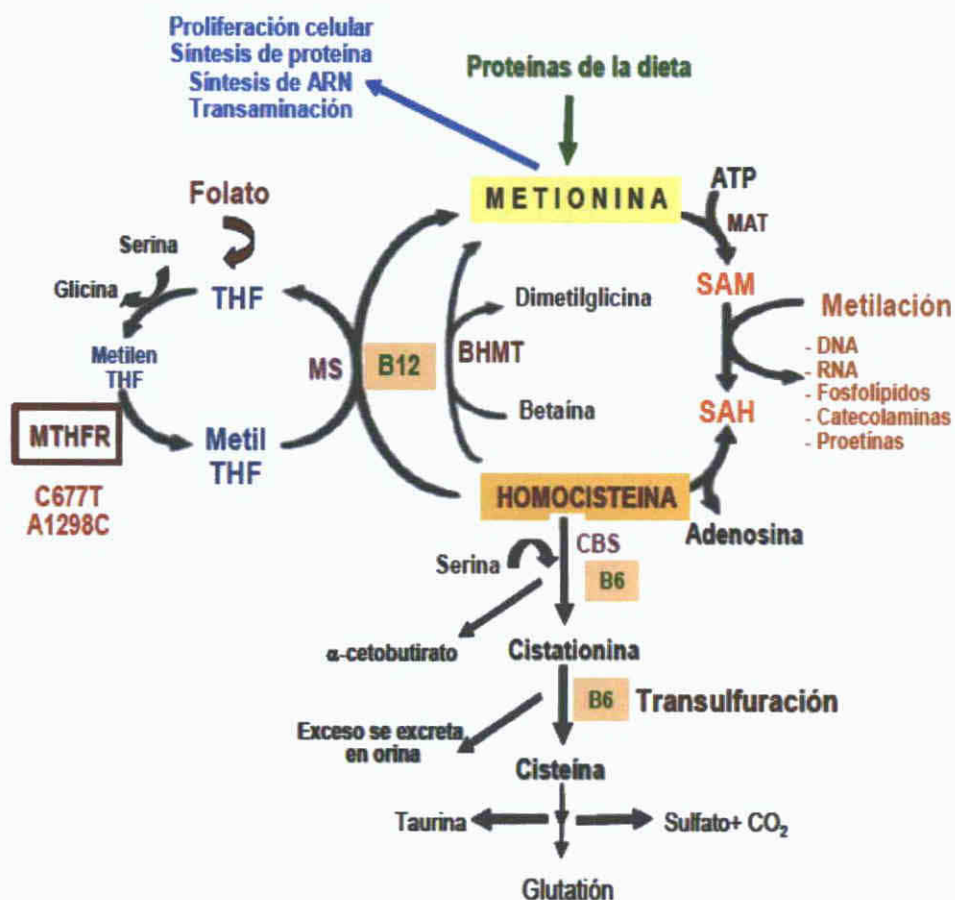 Proliferación celular
Síntesis de proteína
Síntesis de ARN
Transaminación
Proteinas de la dieta
METIONINA
ATP
MAT
Folato
Serina
Glicina
THF
SAM
Metilación
Dimetilglicina
Metilen
THF
MS
B12
BHMT
- DNA
- RNA
- Fosfolípidos
- Catecolaminas
- Proetínas
Betaína
SAH
MTHFR
Metil
THF
C677T
A1298C
HOMOCISTEINA
Adenosina
CBS
Serina
B6
α-cetobutirato
Cistationina
B6
Transulfuración
Exceso se excreta
en orina
Cisteína
Taurina
Sulfato+ CO₂
Glutatión